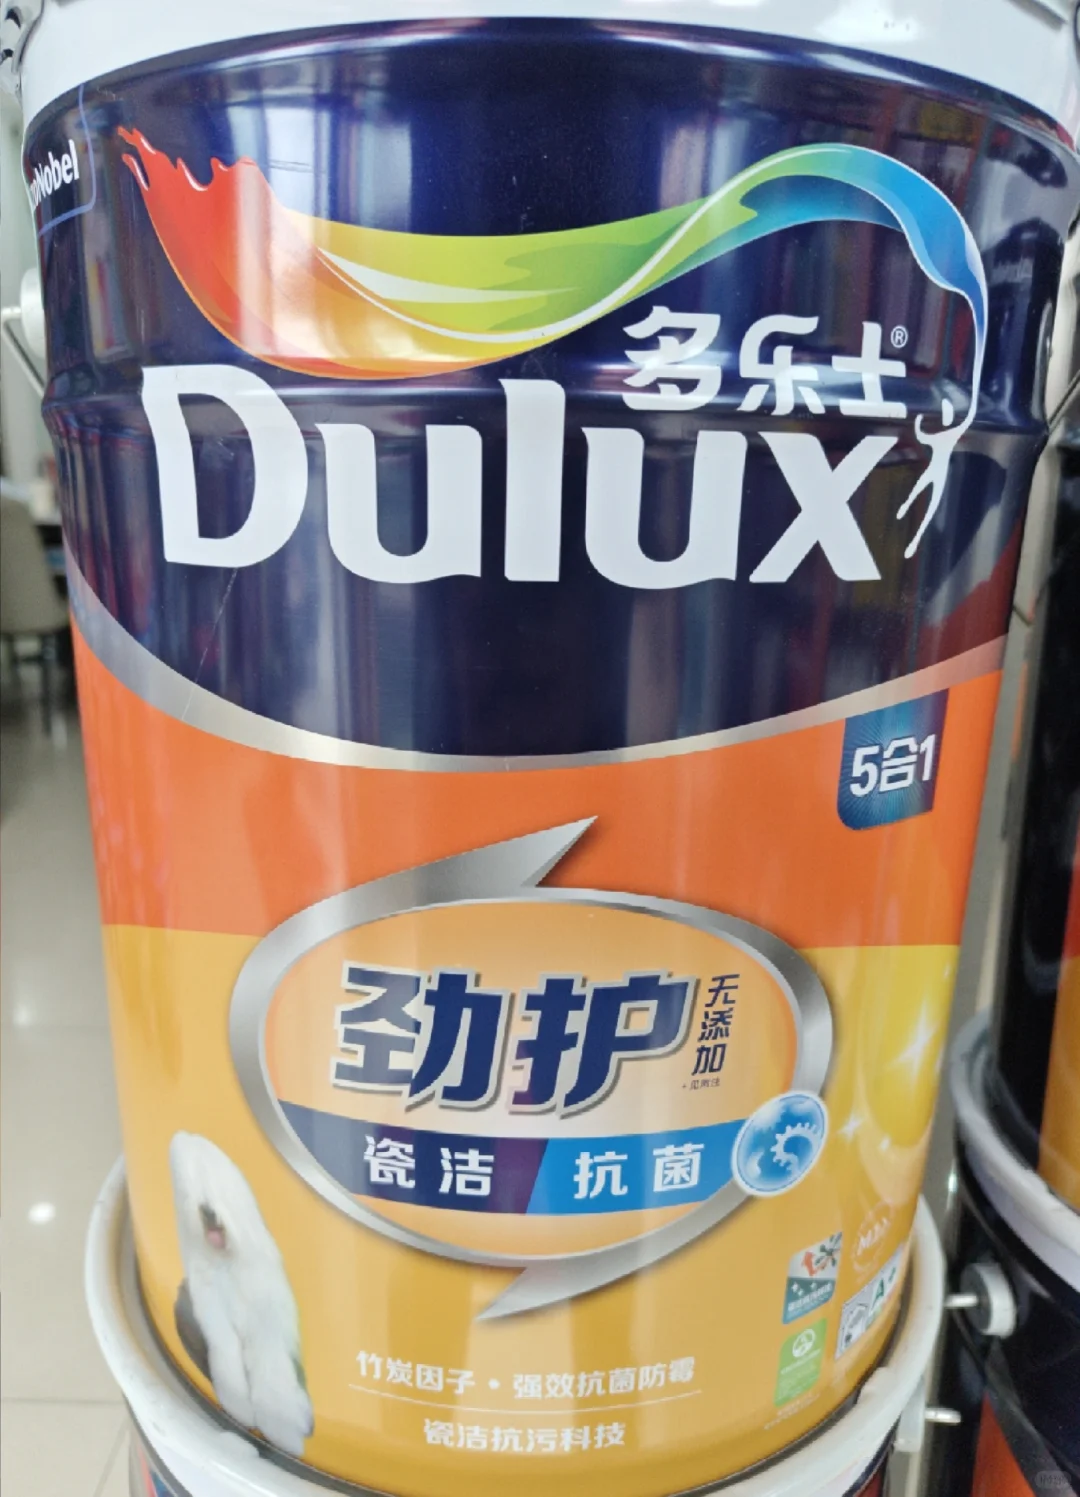 多乐士®
Dulux
5合1
劲护
无添加
瓷洁 抗菌
竹炭因子·强效抗菌防霉
瓷洁抗污科技